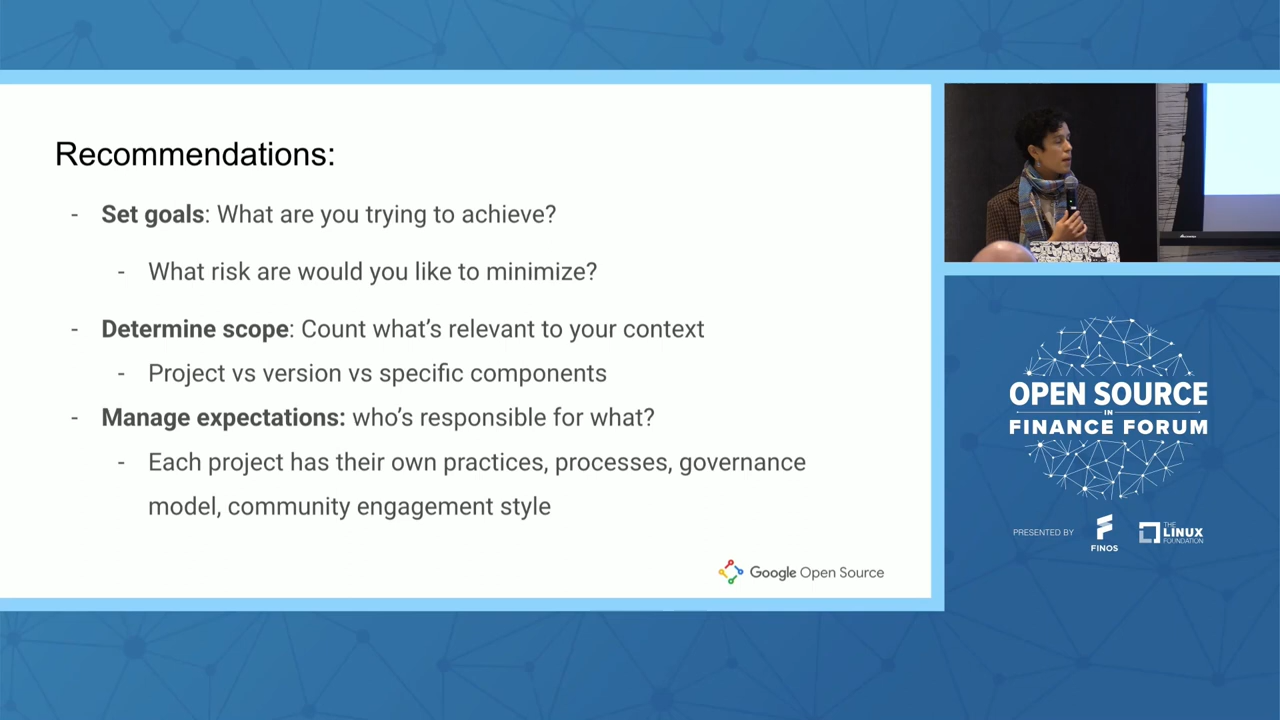 Recommendations:
- Set goals: What are you trying to achieve?
- What risk are would you like to minimize?
- Determine scope: Count what's relevant to your context
- Project vs version vs specific components
- Manage expectations: who's responsible for what?
- Each project has their own practices, processes, governance
model, community engagement style
Google Open Source
OPEN SOURCE
IN
FINANCE FORUM
PRESENTED BY
FINOS
THE
LINUX
FOUNDATION